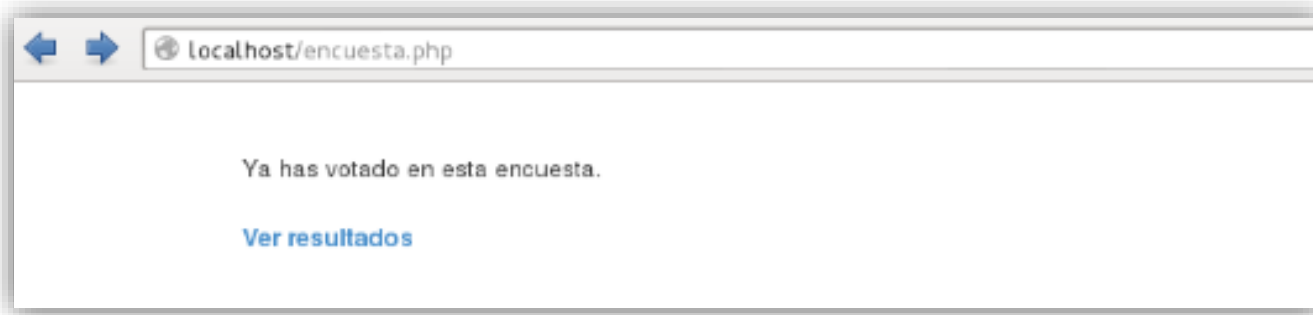 localhost/encuesta.php
Ya has votado en esta encuesta.
Ver resultados